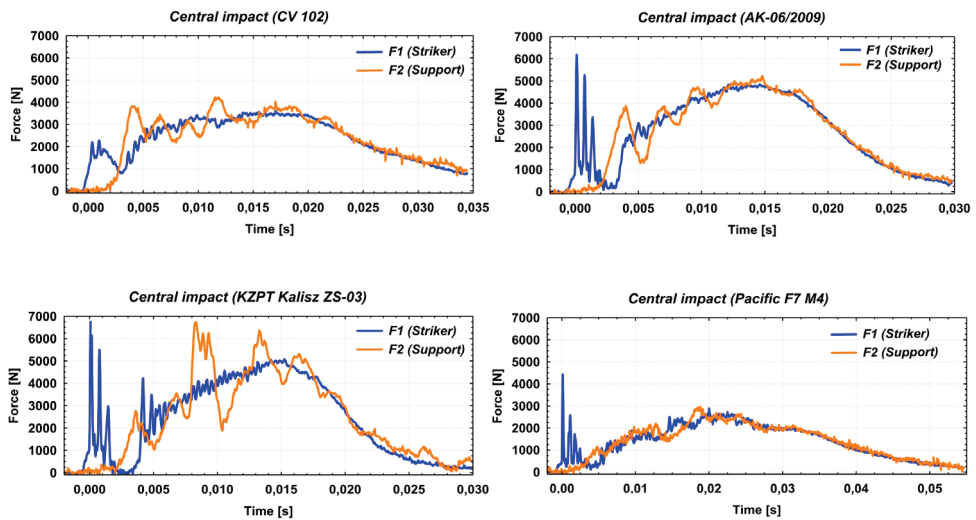 Central impact (CV 102)
7000
6000
5000
4000
3000
2000
1000
0
Force [N]
F1 (Striker)
F2 (Support)
0,000 0,005 0,010 0,015 0,020 0,025 0,030 0,035
Time [s]
Central impact (AK-06/2009)
7000
6000
5000
4000
3000
2000
1000
0
F1 (Striker)
F2 (Support)
0,000 0,005 0,010 0,015 0,020 0,025 0,030
Time [s]
Central impact (KZPT Kalisz ZS-03)
7000
6000
5000
4000
3000
2000
1000
0
Force [N]
F1 (Striker)
F2 (Support)
0,000 0,005 0,010 0,015 0,020 0,025 0,030
Time [s]
Central impact (Pacific F7 M4)
7000
6000
5000
4000
3000
2000
1000
0
Force [N]
F1 (Striker)
F2 (Support)
0.00 0,01 0,02 0,03 0,04 0,05
Time [s]